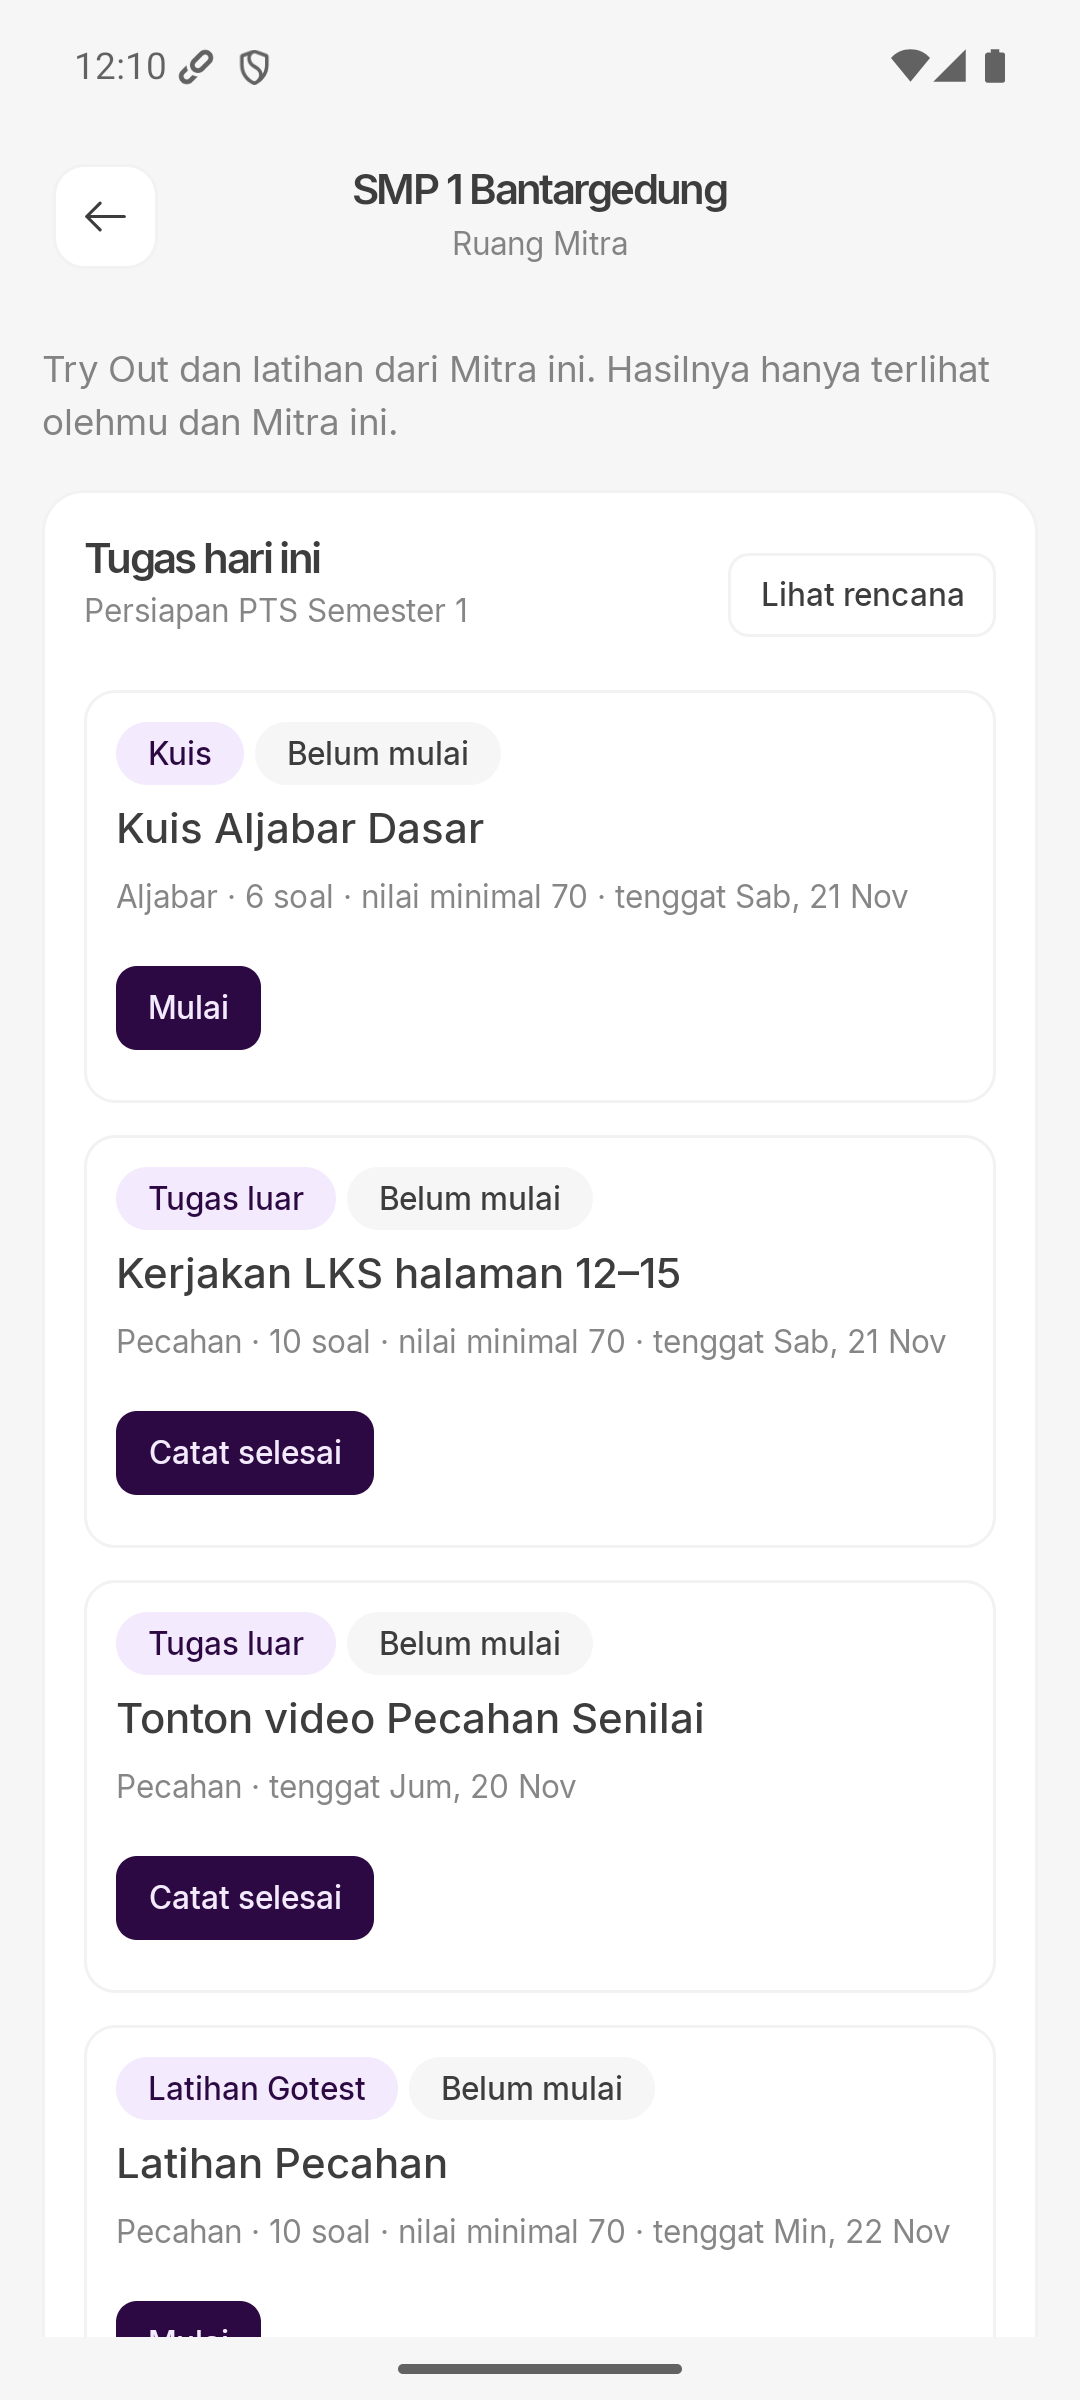 12:10
SMP 1 Bantargedung
Ruang Mitra
Try Out dan latihan dari Mitra ini. Hasilnya hanya terlihat
olehmu dan Mitra ini.
Tugas hari ini
Persiapan PTS Semester 1
Lihat rencana
Kuis
Belum mulai
Kuis Aljabar Dasar
Aljabar · 6 soal · nilai minimal 70 · tenggat Sab, 21 Nov
Mulai
Tugas luar
Belum mulai
Kerjakan LKS halaman 12–15
Pecahan · 10 soal · nilai minimal 70 · tenggat Sab, 21 Nov
Catat selesai
Tugas luar
Belum mulai
Tonton video Pecahan Senilai
Pecahan · tenggat Jum, 20 Nov
Catat selesai
Latihan Gotest
Belum mulai
Latihan Pecahan
Pecahan · 10 soal · nilai minimal 70 · tenggat Min, 22 Nov
Mulai